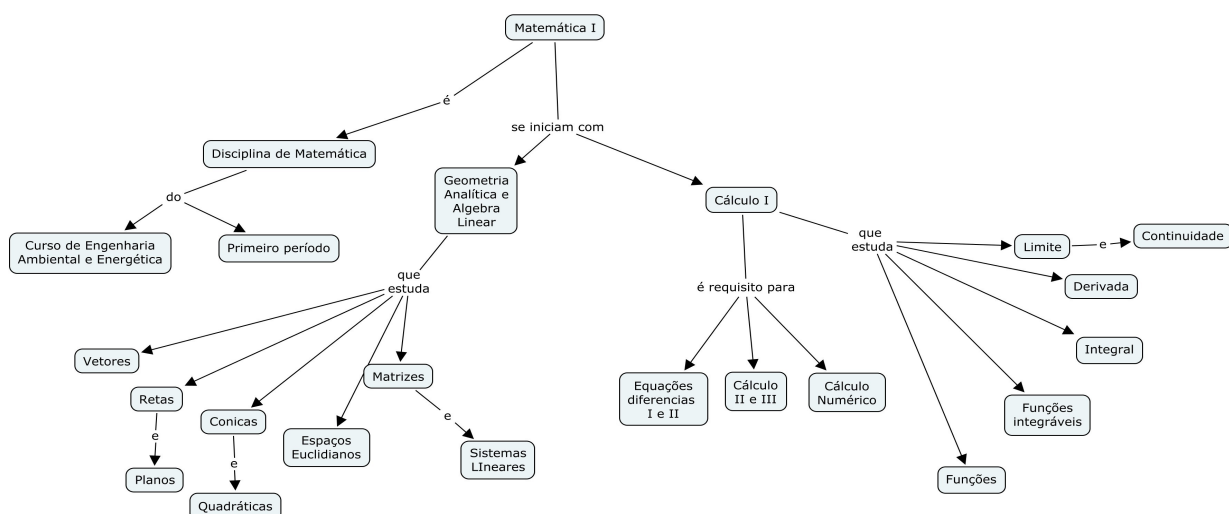 Matemática I
é
se iniciam com
Disciplina de Matemática
do
Curso de Engenharia
Ambiental e Energética
Primeiro período
Geometria
Analítica e
Algebra
Linear
que
estuda
Vetores
Retas
e
Planos
Conicas
e
Quadráticas
Espaços
Euclidianos
Matrizes
e
Sistemas
LIneares
Cálculo I
é requisito para
Equações
diferencias
I e II
Cálculo
II e III
Cálculo
Numérico
que
estuda
Limite
e
Continuidade
Derivada
Integral
Funções
integráveis
Funções